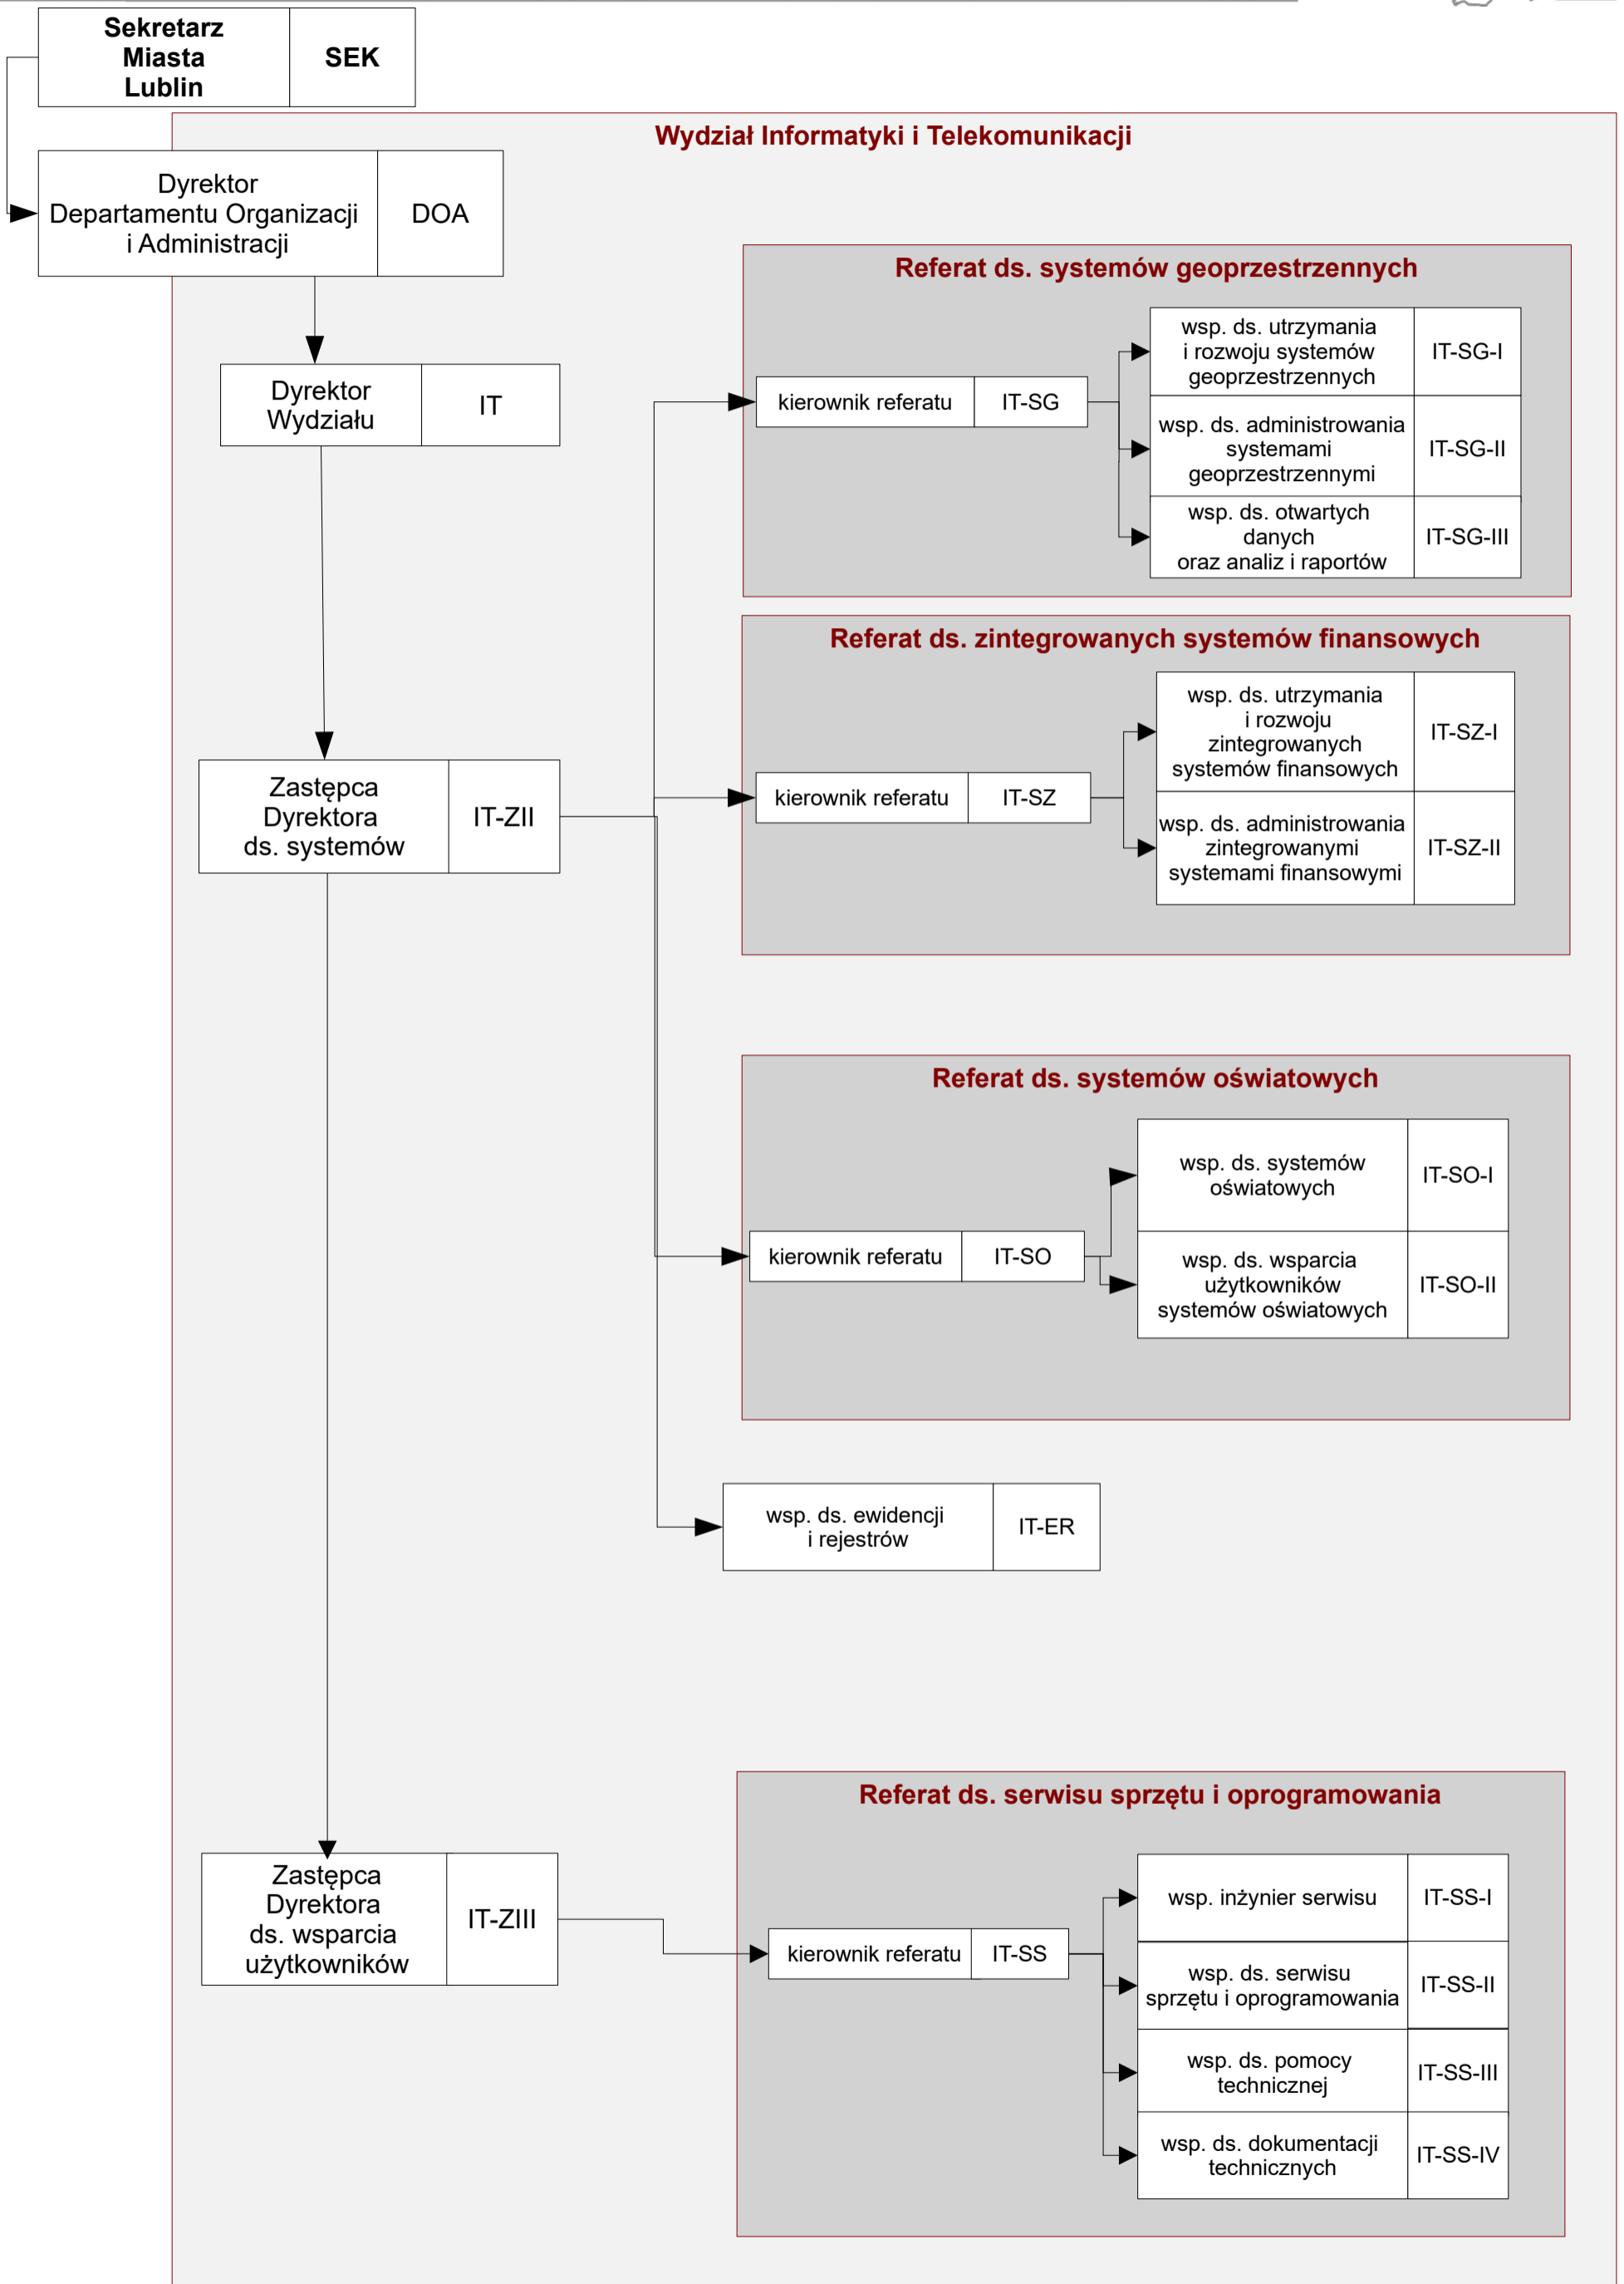 Sekretarz
Miasta
Lublin
SEK
Wydział Informatyki i Telekomunikacji
Dyrektor
Departamentu Organizacji
i Administracji
DOA
Dyrektor
Wydziału
IT
Referat ds. systemów geoprzestrzennych
kierownik referatu
IT-SG
wsp. ds. utrzymania
i rozwoju systemów
geoprzestrzennych
IT-SG-I
wsp. ds. administrowania
systemami
geoprzestrzennymi
IT-SG-II
wsp. ds. otwartych
danych
oraz analiz i raportów
IT-SG-III
Referat ds. zintegrowanych systemów finansowych
Zastępca
Dyrektora
ds. systemów
IT-ZII
kierownik referatu
IT-SZ
wsp. ds. utrzymania
i rozwoju
zintegrowanych
systemów finansowych
IT-SZ-I
wsp. ds. administrowania
zintegrowanymi
systemami finansowymi
IT-SZ-II
Referat ds. systemów oświatowych
kierownik referatu
IT-SO
wsp. ds. systemów
oświatowych
IT-SO-I
wsp. ds. wsparcia
użytkowników
systemów oświatowych
IT-SO-II
wsp. ds. ewidencji
i rejestrów
IT-ER
Referat ds. serwisu sprzętu i oprogramowania
Zastępca
Dyrektora
ds. wsparcia
użytkowników
IT-ZIII
kierownik referatu
IT-SS
wsp. inżynier serwisu
IT-SS-I
wsp. ds. serwisu
sprzętu i oprogramowania
IT-SS-II
wsp. ds. pomocy
technicznej
IT-SS-III
wsp. ds. dokumentacji
technicznych
IT-SS-IV